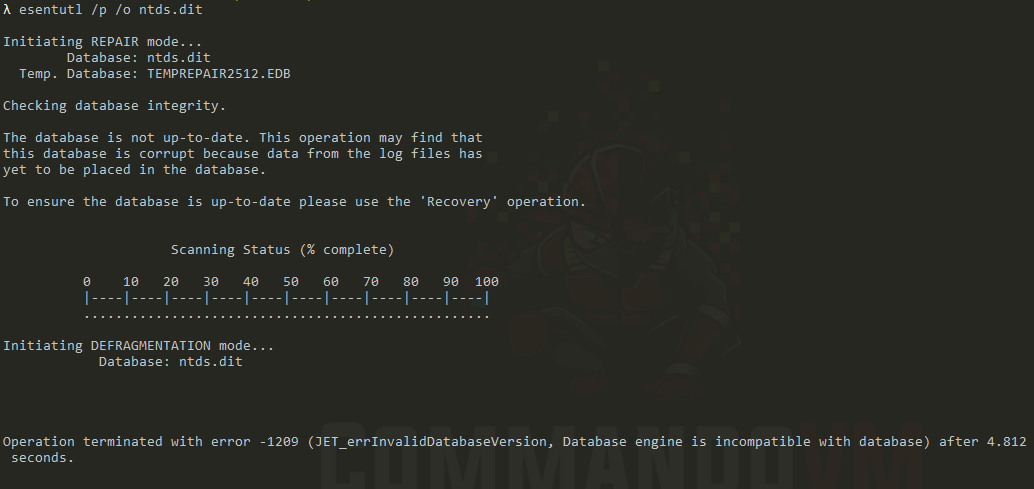 λ esentutl /p /o ntds.dit
Initiating REPAIR mode...
Database: ntds.dit
Temp. Database: TEMPREPAIR2512.EDB
Checking database integrity.
The database is not up-to-date. This operation may find that
this database is corrupt because data from the log files has
yet to be placed in the database.
To ensure the database is up-to-date please use the 'Recovery' operation.
Scanning Status (% complete)
0    10   20   30   40   50   60   70   80   90  100
|----|----|----|----|----|----|----|----|----|----|
...................................................
Initiating DEFRAGMENTATION mode...
Database: ntds.dit
Operation terminated with error -1209 (JET_errInvalidDatabaseVersion, Database engine is incompatible with database) after 4.812
seconds.
COMMANDOVM